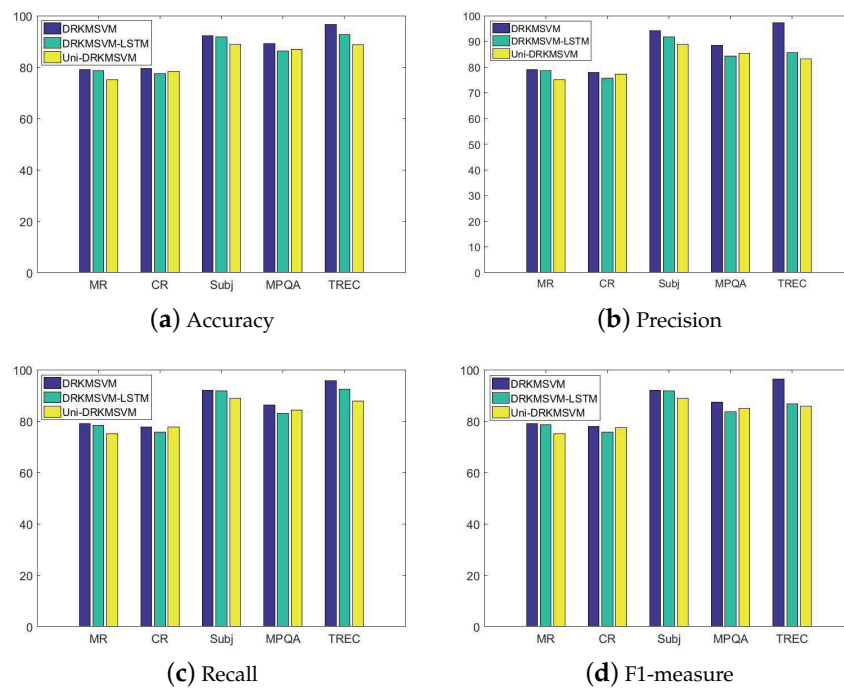 100
80
60
40
20
0
DRKMSVM
DRKMSVM-LSTM
Uni-DRKMSVM
MR CR Subj MPQA TREC
(a) Accuracy
100
90
80
70
60
50
40
30
20
10
0
DRKMSVM
DRKMSVM-LSTM
Uni-DRKMSVM
MR CR Subj MPQA TREC
(b) Precision
100
80
60
40
20
0
DRKMSVM
DRKMSVM-LSTM
Uni-DRKMSVM
MR CR Subj MPQA TREC
(c) Recall
100
80
60
40
20
0
DRKMSVM
DRKMSVM-LSTM
Uni-DRKMSVM
MR CR Subj MPQA TREC
(d) F1-measure